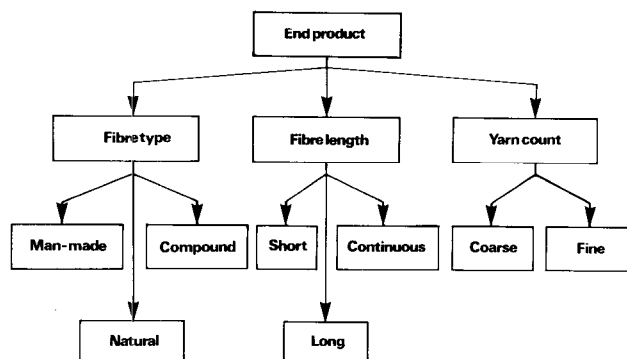 End product
Fibre type
Fibre length
Yarn count
Man-made
Compound
Short
Continuous
Coarse
Fine
Natural
Long